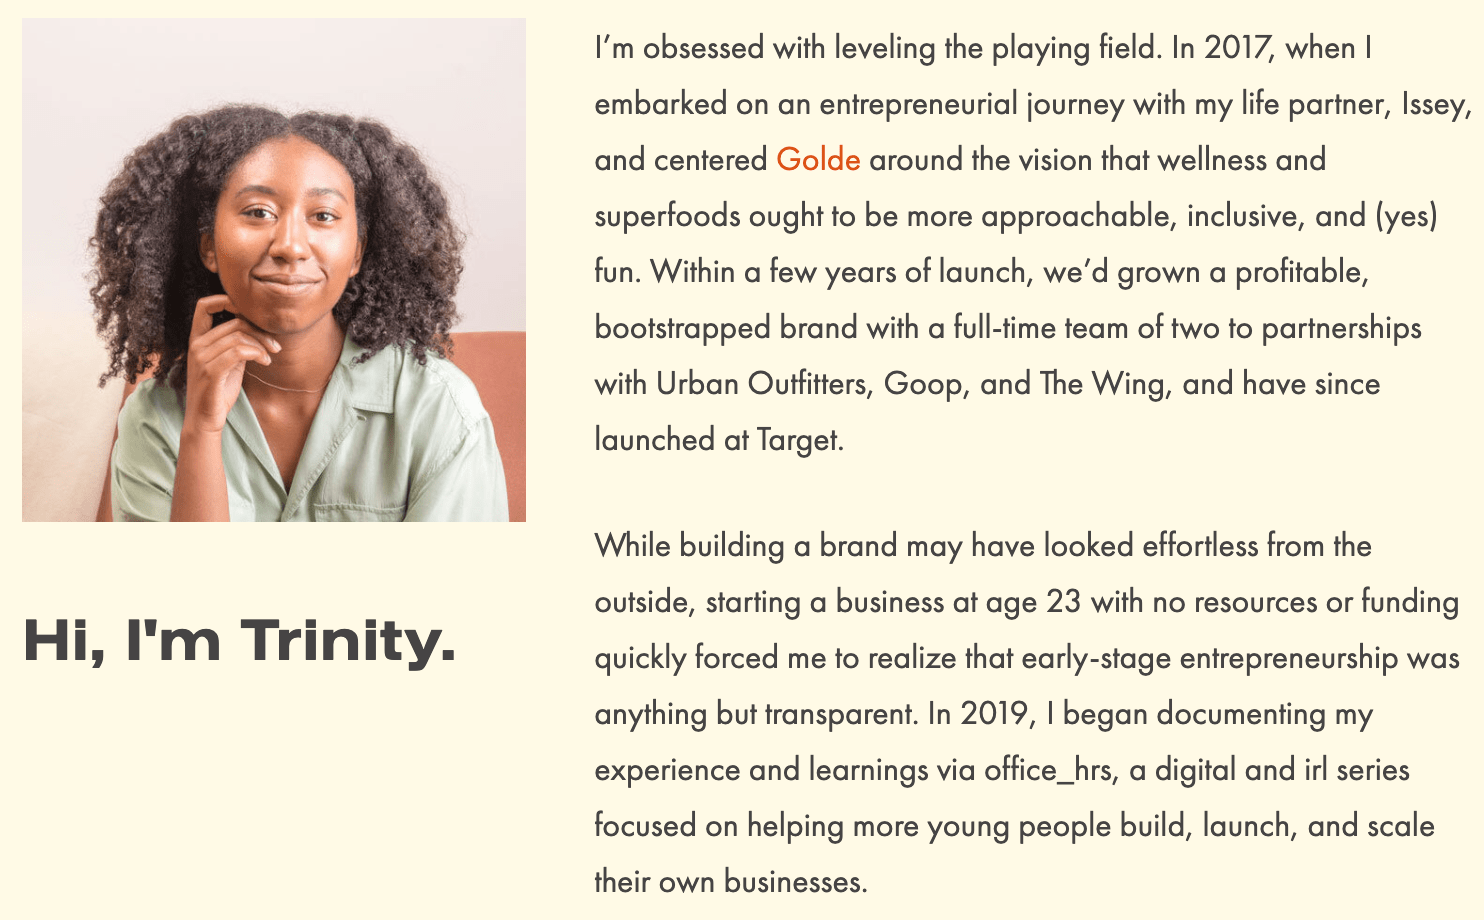 I’m obsessed with leveling the playing field. In 2017, when I
embarked on an entrepreneurial journey with my life partner, Issey,
and centered Golde around the vision that wellness and
superfoods ought to be more approachable, inclusive, and (yes)
fun. Within a few years of launch, we’d grown a profitable,
bootstrapped brand with a full-time team of two to partnerships
with Urban Outfitters, Goop, and The Wing, and have since
launched at Target.
While building a brand may have looked effortless from the
outside, starting a business at age 23 with no resources or funding
quickly forced me to realize that early-stage entrepreneurship was
anything but transparent. In 2019, I began documenting my
experience and learnings via office_hrs, a digital and irl series
focused on helping more young people build, launch, and scale
their own businesses.
Hi, I'm Trinity.